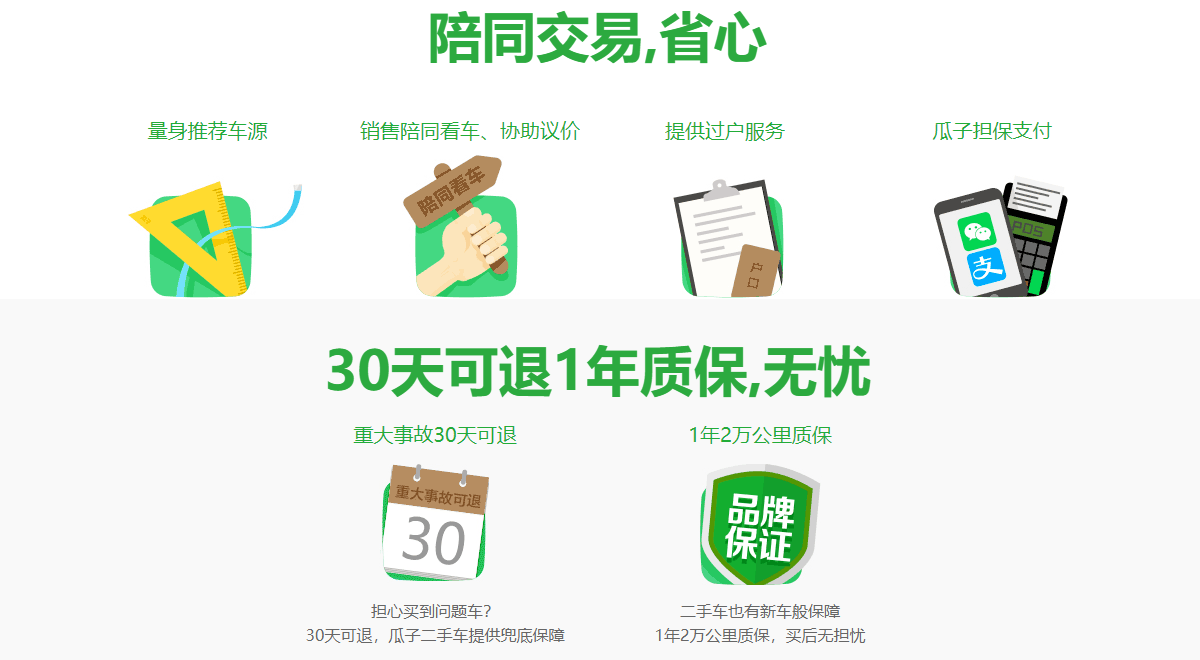 陪同交易,省心
量身推荐车源
销售陪同看车、协助议价
提供过户服务
瓜子担保支付
陪同看车
户口
POS
支
30天可退1年质保,无忧
重大事故30天可退
1年2万公里质保
重大事故可退
30
品牌
保证
担心买到问题车?
30天可退，瓜子二手车提供兜底保障
二手车也有新车般保障
1年2万公里质保，买后无担忧